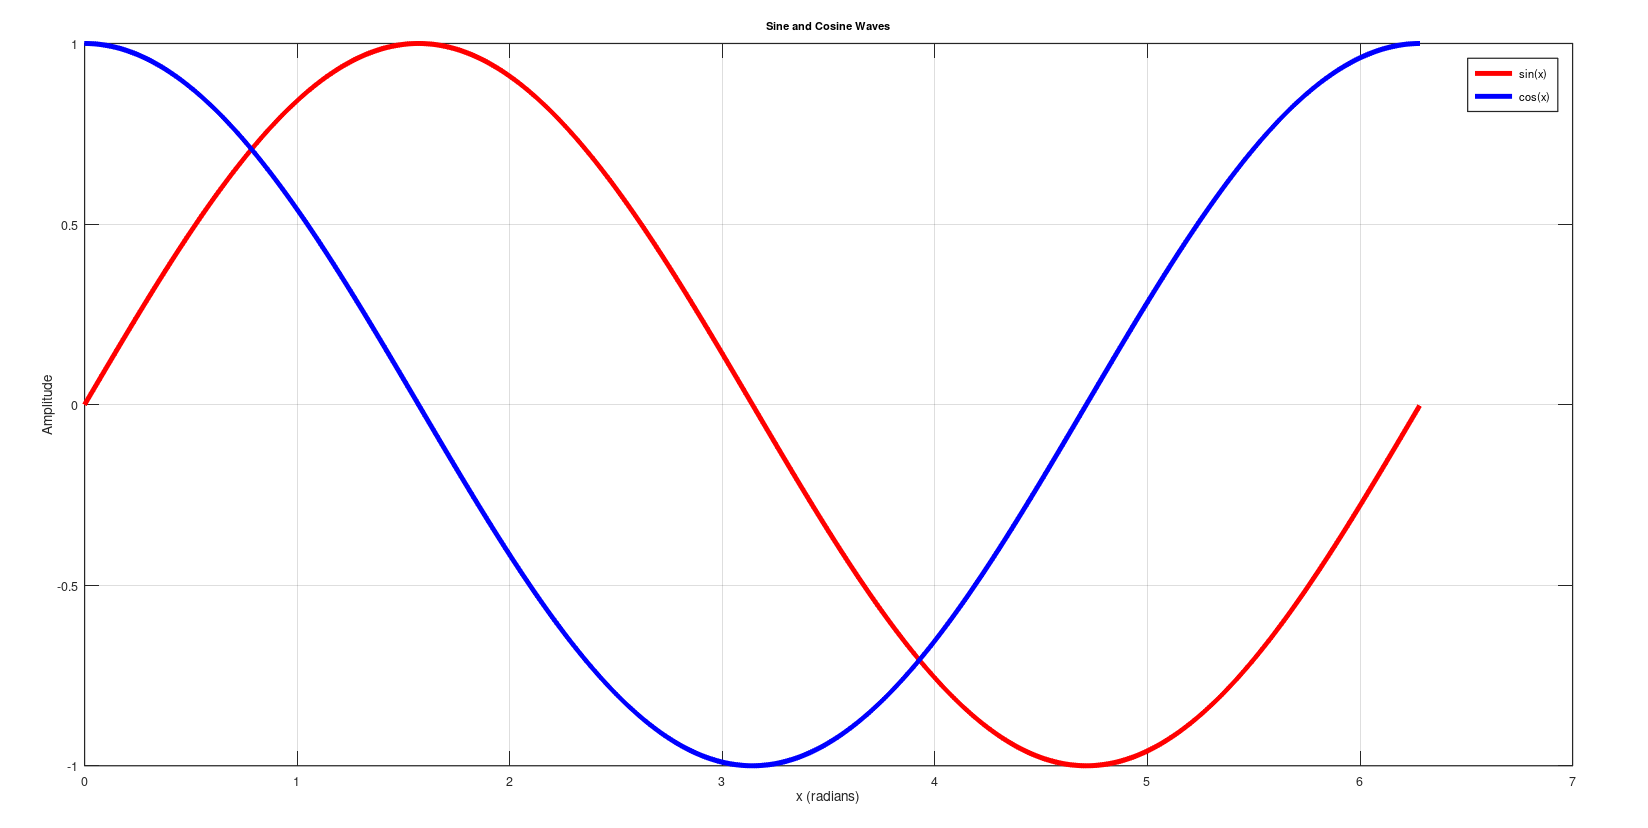 Sine and Cosine Waves
1
0.5
0
-0.5
-1
Amplitude
sin(x)
cos(x)
0 1 2 3 4 5 6 7
x (radians)